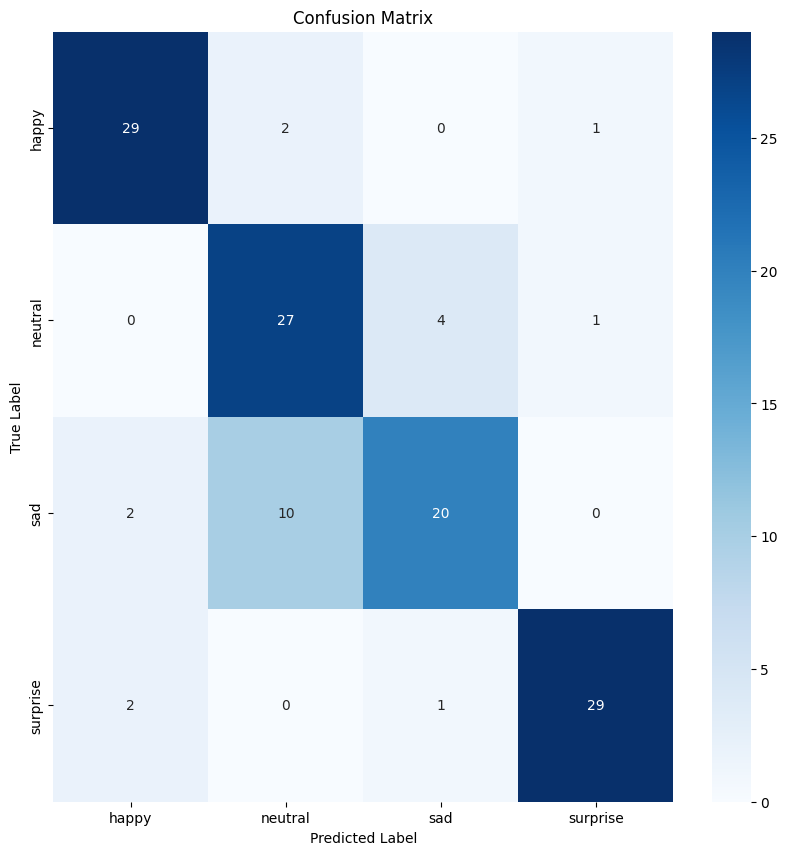 Confusion Matrix
True Label
happy
29 2 0 1
neutral
0 27 4 1
sad
2 10 20 0
surprise
2 0 1 29
happy neutral sad surprise
Predicted Label
25
20
15
10
5
0